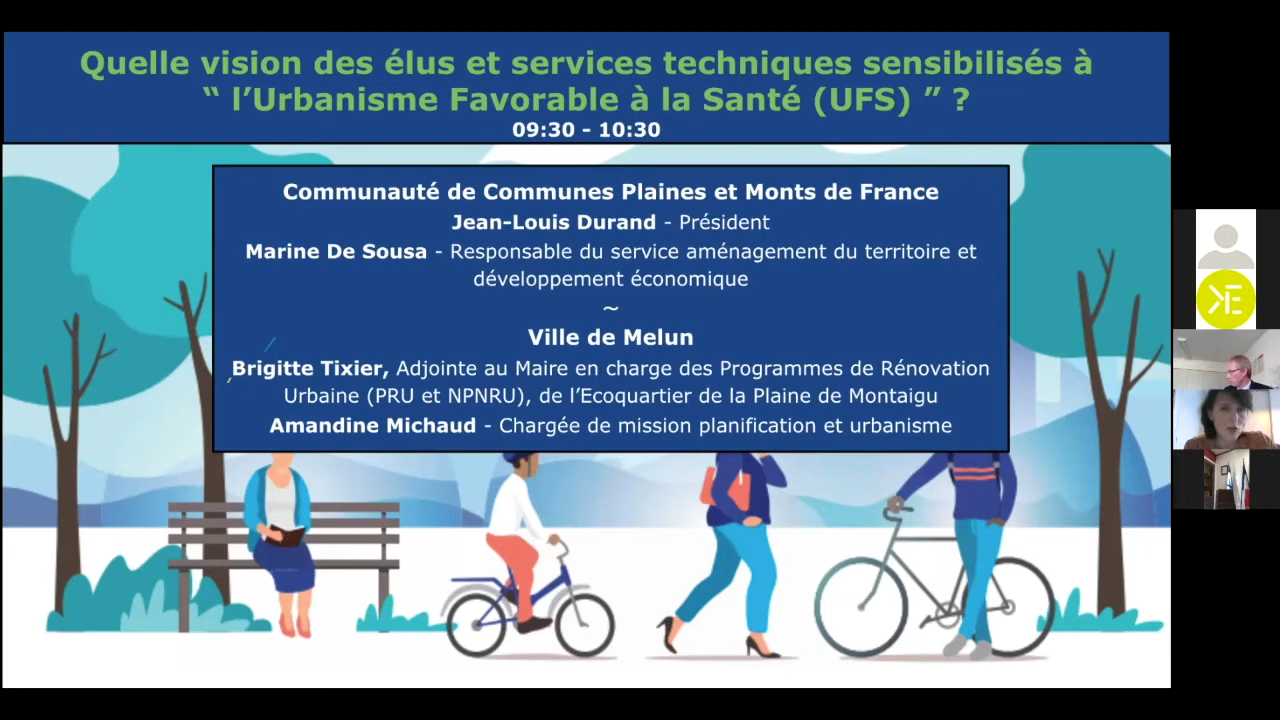 Quelle vision des élus et services techniques sensibilisés à
“ l’Urbanisme Favorable à la Santé (UFS) ” ?
09:30 - 10:30
Communauté de Communes Plaines et Monts de France
Jean-Louis Durand - Président
Marine De Sousa - Responsable du service aménagement du territoire et
développement économique
~
Ville de Melun
Brigitte Tixier, Adjointe au Maire en charge des Programmes de Rénovation
Urbaine (PRU et NPNRU), de l’Ecoquartier de la Plaine de Montaigu
Amandine Michaud - Chargée de mission planification et urbanisme